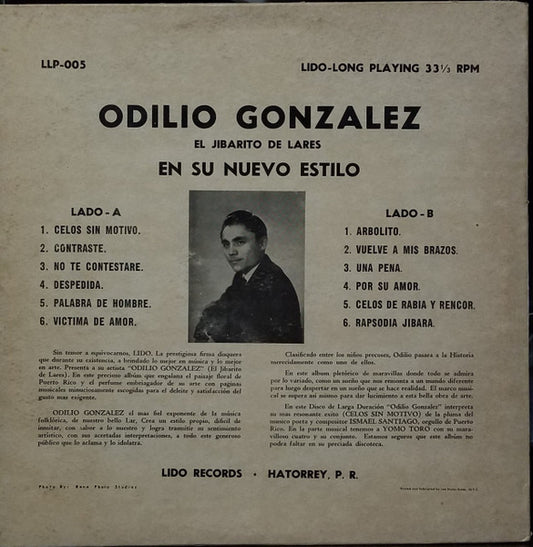 LLP-005
LIDO-LONG PLAYING 33⅓ RPM
ODILIO GONZALEZ
EL JIBARITO DE LARES
EN SU NUEVO ESTILO
LADO-A
1. CELOS SIN MOTIVO.
2. CONTRASTE.
3. NO TE CONTESTARE.
4. DESPEDIDA.
5. PALABRA DE HOMBRE.
6. VICTIMA DE AMOR.
LADO-B
1. ARBOLITO.
2. VUELVE A MIS BRAZOS.
3. UNA PENA.
4. POR SU AMOR.
5. CELOS DE RABIA Y RENCOR.
6. RAPSODIA JIBARA.
Sin temor a equivocarnos, LIDO. La prestigiosa firma disquera
que durante su existencia, a brindado lo mejor en música y lo mejor
en arte. Presenta a su artista "ODILIO GONZALEZ" (El Jibarito
de Lares). En este precioso album que engalana el paisaje floral de
Puerto Rico y el perfume embriagador de su arte con páginas
musicales minuciosamente escogidas para el deleite y satisfacción del
gusto mas exigente.
ODILIO GONZALEZ el mas fiel exponente de la música
folklórica, de nuestro bello Lar, Crea un estilo propio, dificil de
innitar, con sabor a lo nuestro y logra tramitir su sentimiento
artístico, con sus acertadas interpretaciones, a todo este generoso
público que lo aclama y lo idolatra.
Clasificado entre los niños precoses, Odilio pasara a la Historia
merecidamente como uno de ellos.
En este album pletórico de maravillas donde todo se admira
por lo variado, como un sueño que nos remonta a un mundo diferente
para luego despertar en un sueño que se hace realidad. El marco musi-
cal se supera asi mismo para dar lucimiento a esta bella obra de arte.
En este Disco de Larga Duración "Odilio Gonzalez" interpreta
su mas resonante exito (CELOS SIN MOTIVO) de la pluma del
musico poeta y compositor ISMAEL SANTIAGO, orgullo de Puerto
Rico. En la parte musical tenemos a YOMO TORO con su mara-
villoso cuatro y su conjunto. Estamos seguros que este album no
podra faltar en su preciada discoteca.
LIDO RECORDS • HATORREY, P. R.
Photo By: Photo Studios